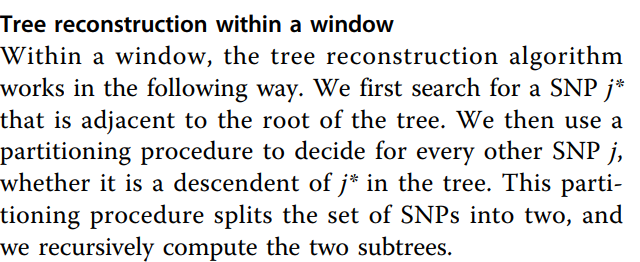 Tree reconstruction within a window
Within a window, the tree reconstruction algorithm
works in the following way. We first search for a SNP j*
that is adjacent to the root of the tree. We then use a
partitioning procedure to decide for every other SNP j,
whether it is a descendent of j* in the tree. This parti-
tioning procedure splits the set of SNPs into two, and
we recursively compute the two subtrees.